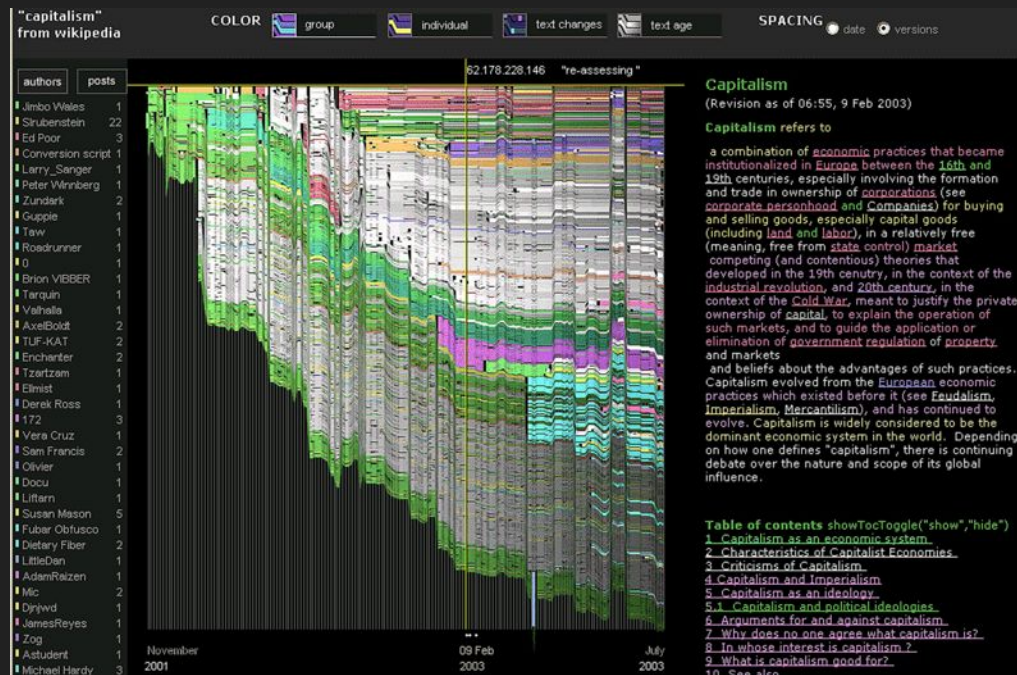 "capitalism"
from wikipedia
COLOR
group
individual
text changes
text age
SPACING
date
versions
authors
posts
Jimbo Wales 1
Slrubenstein 22
Ed Poor 3
Conversion script 1
Larry_Sanger 1
Peter Winnberg 1
Zundark 2
Guppie 1
Taw 1
Roadrunner 1
0 1
Brion VIBBER 1
Tarquin 1
Valhalla 1
AxelBoldt 2
TUF-KAT 2
Enchanter 2
Tzartzam 1
Ellmist 1
Derek Ross 1
172 3
Vera Cruz 1
Sam Francis 2
Olivier 1
Docu 1
Liftarn 1
Susan Mason 5
Fubar Obfusco 1
Dietary Fiber 2
LittleDan 1
AdamRaizen 1
Mic 2
Djnjwd 1
JamesReyes 1
Zog 1
Astudent 1
Michael Hardy 3
62.178.228.146 "re-assessing "
November
2001
09 Feb
2003
July
2003
Capitalism
(Revision as of 06:55, 9 Feb 2003)
Capitalism refers to
a combination of economic practices that became
institutionalized in Europe between the 16th and
19th centuries, especially involving the formation
and trade in ownership of corporations (see
corporate personhood and Companies) for buying
and selling goods, especially capital goods
(including land and labor), in a relatively free
(meaning, free from state control) market
competing (and contentious) theories that
developed in the 19th cenutry, in the context of the
industrial revolution, and 20th century, in the
context of the Cold War, meant to justify the private
ownership of capital, to explain the operation of
such markets, and to guide the application or
elimination of government regulation of property
and markets
and beliefs about the advantages of such practices.
Capitalism evolved from the European economic
practices which existed before it (see Feudalism,
Imperialism, Mercantilism), and has continued to
evolve. Capitalism is widely considered to be the
dominant economic system in the world. Depending
on how one defines "capitalism", there is continuing
debate over the nature and scope of its global
influence.
Table of contents showTocToggle("show","hide")
1 Capitalism as an economic system
2 Characteristics of Capitalist Economies
3 Criticisms of Capitalism
4 Capitalism and Imperialism
5 Capitalism as an ideology
5.1 Capitalism and political ideologies
6 Arguments for and against capitalism
7 Why does no one agree what capitalism is?
8 In whose interest is capitalism ?
9 What is capitalism good for?
10 See also